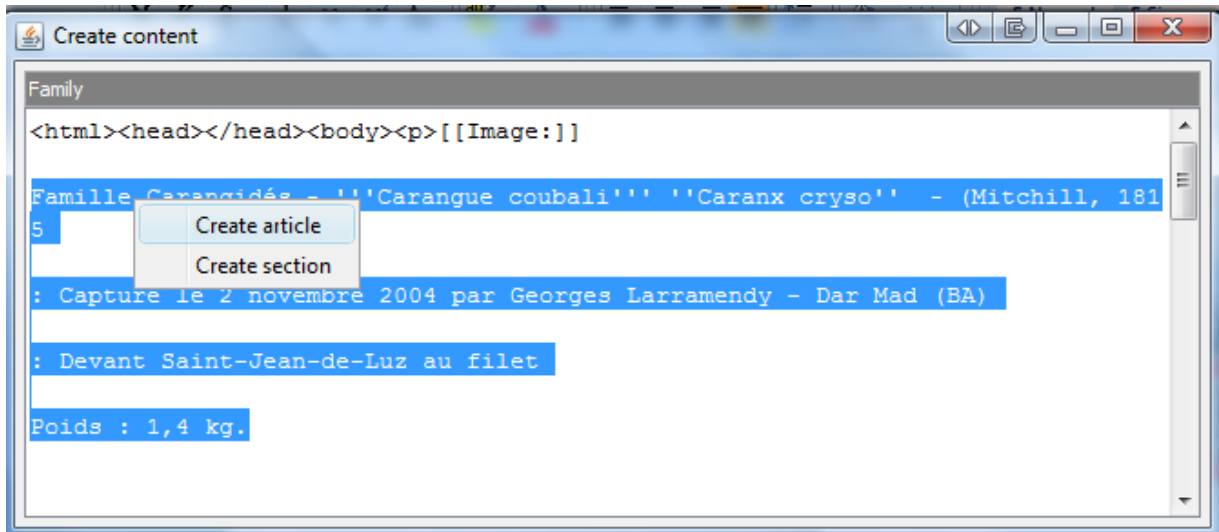 Create content
Family
<html><head></head><body><p>[[Image:]]
Famille Carangidés - '''Carangue coubali''' ''Caranx cryso'' - (Mitchill, 181
5
Create article
Create section
: Capture le 2 novembre 2004 par Georges Larramendy - Dar Mad (BA)
: Devant Saint-Jean-de-Luz au filet
Poids : 1,4 kg.